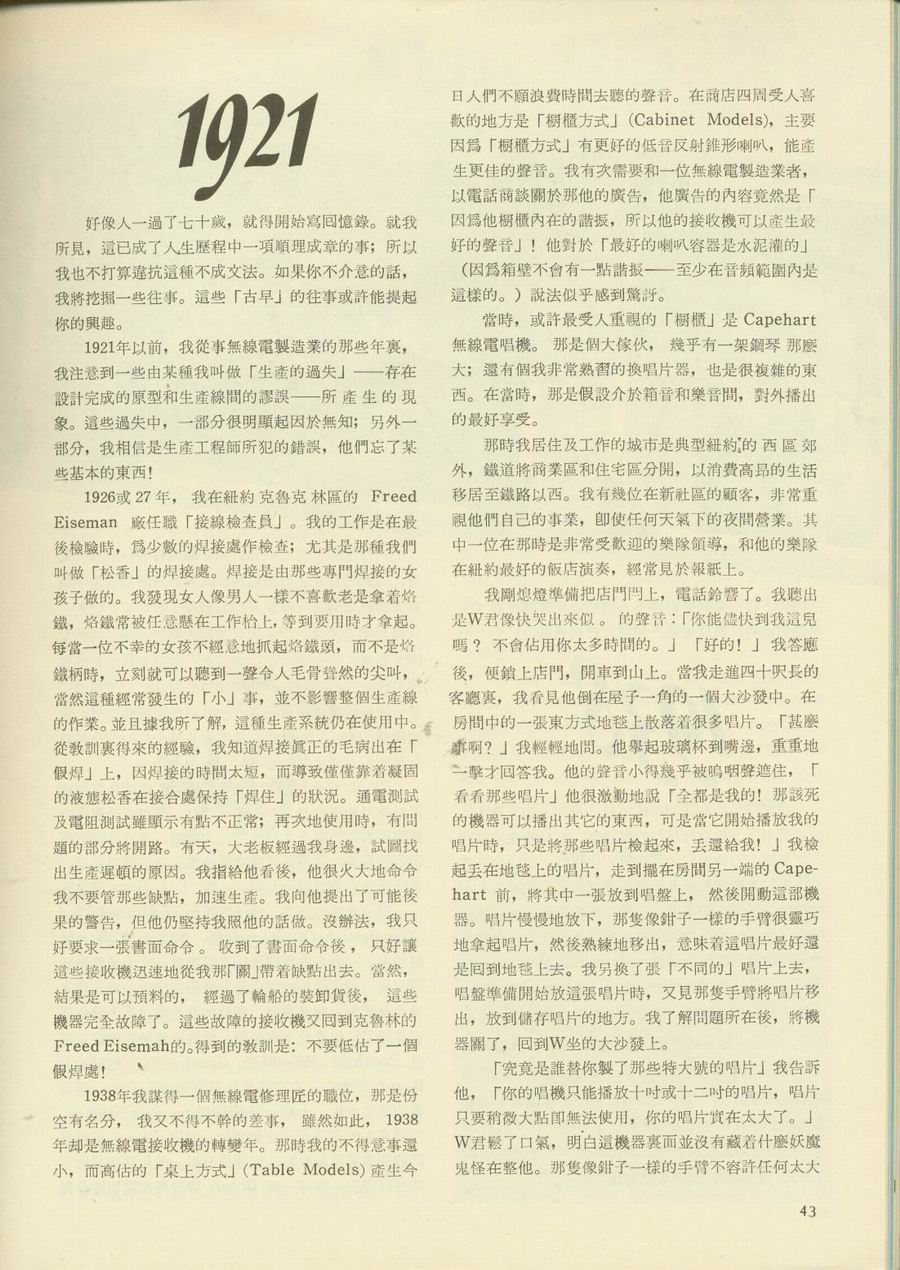 1921
好像人一過了七十歲，就得開始寫回憶錄。就我
所見，這已成了人生歷程中一項順理成章的事；所以
我也不打算違抗這種不成文法。如果你不介意的話，
我將挖掘一些往事。這些「古早」的往事或許能提起
你的興趣。
1921年以前，我從事無線電製造業的那些年裏，
我注意到一些由某種我叫做「生產的過失」——存在
設計完成的原型和生產線間的謬誤——所產生的現
象。這些過失中，一部分很明顯起因於無知；另外一
部分，我相信是生產工程師所犯的錯誤，他們忘了某
些基本的東西！
1926或 27 年， 我在紐約 克魯克 林區的 Freed
Eiseman 廠任職「接線檢查員」。我的工作是在最
後檢驗時，爲少數的焊接處作檢查；尤其是那種我們
叫做「松香」的焊接處。焊接是由那些專門焊接的女
孩子做的。我發現女人像男人一樣不喜歡老是拿着烙
鐵，烙鐵常被任意懸在工作枱上，等到要用時才拿起。
每當一位不幸的女孩不經意地抓起烙鐵頭，而不是烙
鐵柄時，立刻就可以聽到一聲令人毛骨聳然的尖叫，
當然這種經常發生的「小」事，並不影響整個生產線
的作業。並且據我所了解，這種生產系統仍在使用中。
從教訓裏得來的經驗，我知道焊接眞正的毛病出在「
假焊」上，因焊接的時間太短，而導致僅僅靠着凝固
的液態松香在接合處保持「焊住」的狀況。通電測試
及電阻測試雖顯示有點不正常；再次地使用時，有問
題的部分將開路。有天，大老板經過我身邊，試圖找
出生產遲頓的原因。我指給他看後，他很火大地命令
我不要管那些缺點，加速生產。我向他提出了可能後
果的警告，但他仍堅持我照他的話做。沒辦法，我只
好要求一張書面命令 。 收到了書面命令後 ， 只好讓
這些接收機迅速地從我那「關」帶着缺點出去。當然，
結果是可以預料的， 經過了輪船的裝卸貨後， 這些
機器完全故障了。這些故障的接收機又回到克魯林的
Freed Eisemah的。得到的教訓是：不要低估了一個
假焊處！
1938年我謀得一個無線電修理匠的職位，那是份
空有名分， 我又不得不幹的差事， 雖然如此， 1938
年却是無線電接收機的轉變年。那時我的不得意事還
小，而高估的「桌上方式」(Table Models) 產生今
日人們不願浪費時間去聽的聲音。在商店四周受人喜
歡的地方是「橱櫃方式」(Cabinet Models)，主要
因爲「橱櫃方式」有更好的低音反射錐形喇叭，能產
生更佳的聲音。我有次需要和一位無線電製造業者，
以電話商談關於那他的廣告，他廣告的內容竟然是「
因爲他橱櫃內在的諧振，所以他的接收機可以產生最
好的聲音」！他對於「最好的喇叭容器是水泥灌的」
（因爲箱壁不會有一點諧振——至少在音頻範圍內是
這樣的。）說法似乎感到驚訝。
當時，或許最受人重視的「橱櫃」是 Capehart
無線電唱機。 那是個大傢伙， 幾乎有一架鋼琴 那麼
大；還有個我非常熟習的換唱片器，也是很複雜的東
西。在當時，那是假設介於箱音和樂音間，對外播出
的最好享受。
那時我居住及工作的城市是典型紐約的 西 區 郊
外，鐵道將商業區和住宅區分開，以消費高昂的生活
移居至鐵路以西。我有幾位在新社區的顧客，非常重
視他們自己的事業，卽使任何天氣下的夜間營業。其
中一位在那時是非常受歡迎的樂隊領導，和他的樂隊
在紐約最好的飯店演奏，經常見於報紙上。
我剛熄燈準備把店門閂上，電話鈴響了。我聽出
是W君像快哭出來似 。 的聲音：「你能儘快到我這兒
嗎？ 不會佔用你太多時間的。」「好的！」 我答應
後，便鎖上店門，開車到山上。當我走進四十呎長的
客廳裏，我看見他倒在屋子一角的一個大沙發中。在
房間中的一張東方式地毯上散落着很多唱片。「甚麼
事啊？」我輕輕地問。他舉起玻璃杯到嘴邊，重重地
一擊才回答我。他的聲音小得幾乎被嗚咽聲遮住，「
看看那些唱片」他很激動地說「全都是我的！那該死
的機器可以播出其它的東西，可是當它開始播放我的
唱片時，只是將那些唱片檢起來，丢還給我！」我檢
起丢在地毯上的唱片，走到擺在房間另一端的 Cape-
hart 前，將其中一張放到唱盤上， 然後開動這部機
器。唱片慢慢地放下，那隻像鉗子一樣的手臂很靈巧
地拿起唱片，然後熟練地移出，意味着這唱片最好還
是回到地毯上去。我另換了張「不同的」唱片上去，
唱盤準備開始放這張唱片時，又見那隻手臂將唱片移
出，放到儲存唱片的地方。我了解問題所在後，將機
器關了，回到W坐的大沙發上。
「究竟是誰替你製了那些特大號的唱片」我告訴
他，「你的唱機只能播放十吋或十二吋的唱片，唱片
只要稍微大點卽無法使用，你的唱片實在太大了。」
W君鬆了口氣，明白這機器裏面並沒有藏着什麼妖魔
鬼怪在整他。那隻像鉗子一樣的手臂不容許任何太大
43